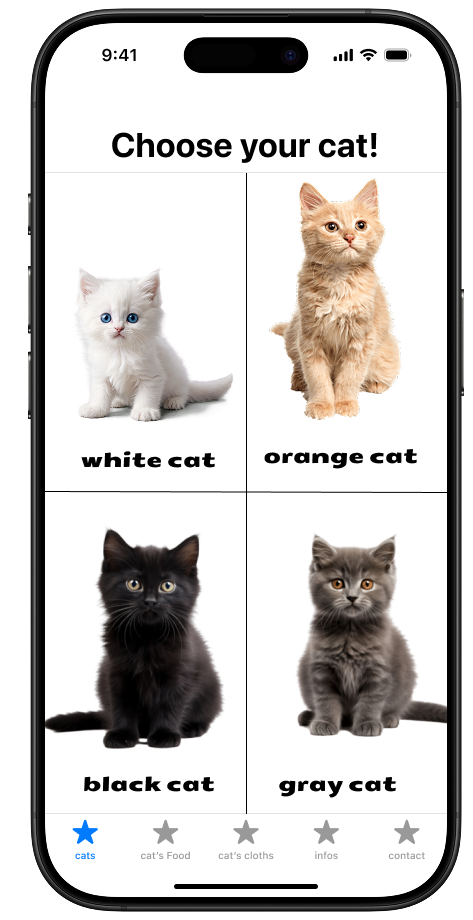 9:41
Choose your cat!
white cat
orange cat
black cat
gray cat
cats
cat's Food
cat's cloths
infos
contact